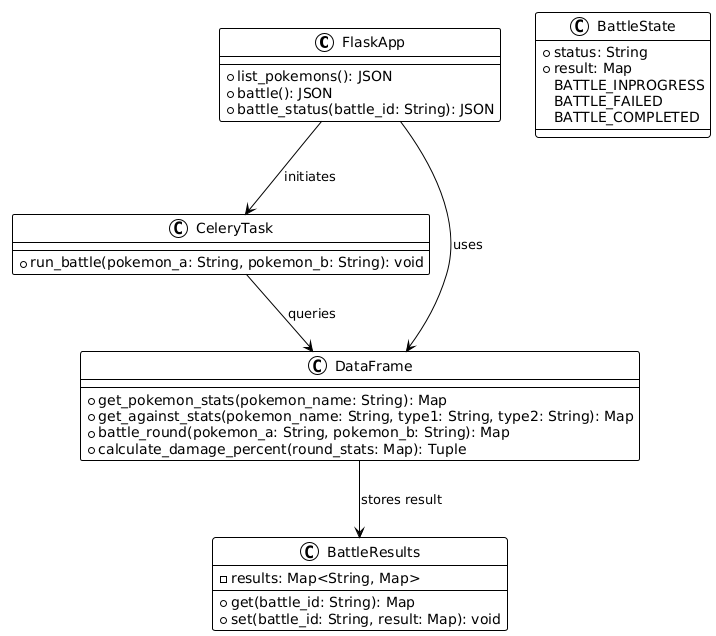 C FlaskApp
list_pokemons(): JSON
battle(): JSON
battle_status(battle_id: String): JSON
C BattleState
status: String
result: Map
BATTLE_INPROGRESS
BATTLE_FAILED
BATTLE_COMPLETED
initiates
uses
C CeleryTask
run_battle(pokemon_a: String, pokemon_b: String): void
queries
C DataFrame
get_pokemon_stats(pokemon_name: String): Map
get_against_stats(pokemon_name: String, type1: String, type2: String): Map
battle_round(pokemon_a: String, pokemon_b: String): Map
calculate_damage_percent(round_stats: Map): Tuple
stores result
C BattleResults
results: Map<String, Map>
get(battle_id: String): Map
set(battle_id: String, result: Map): void